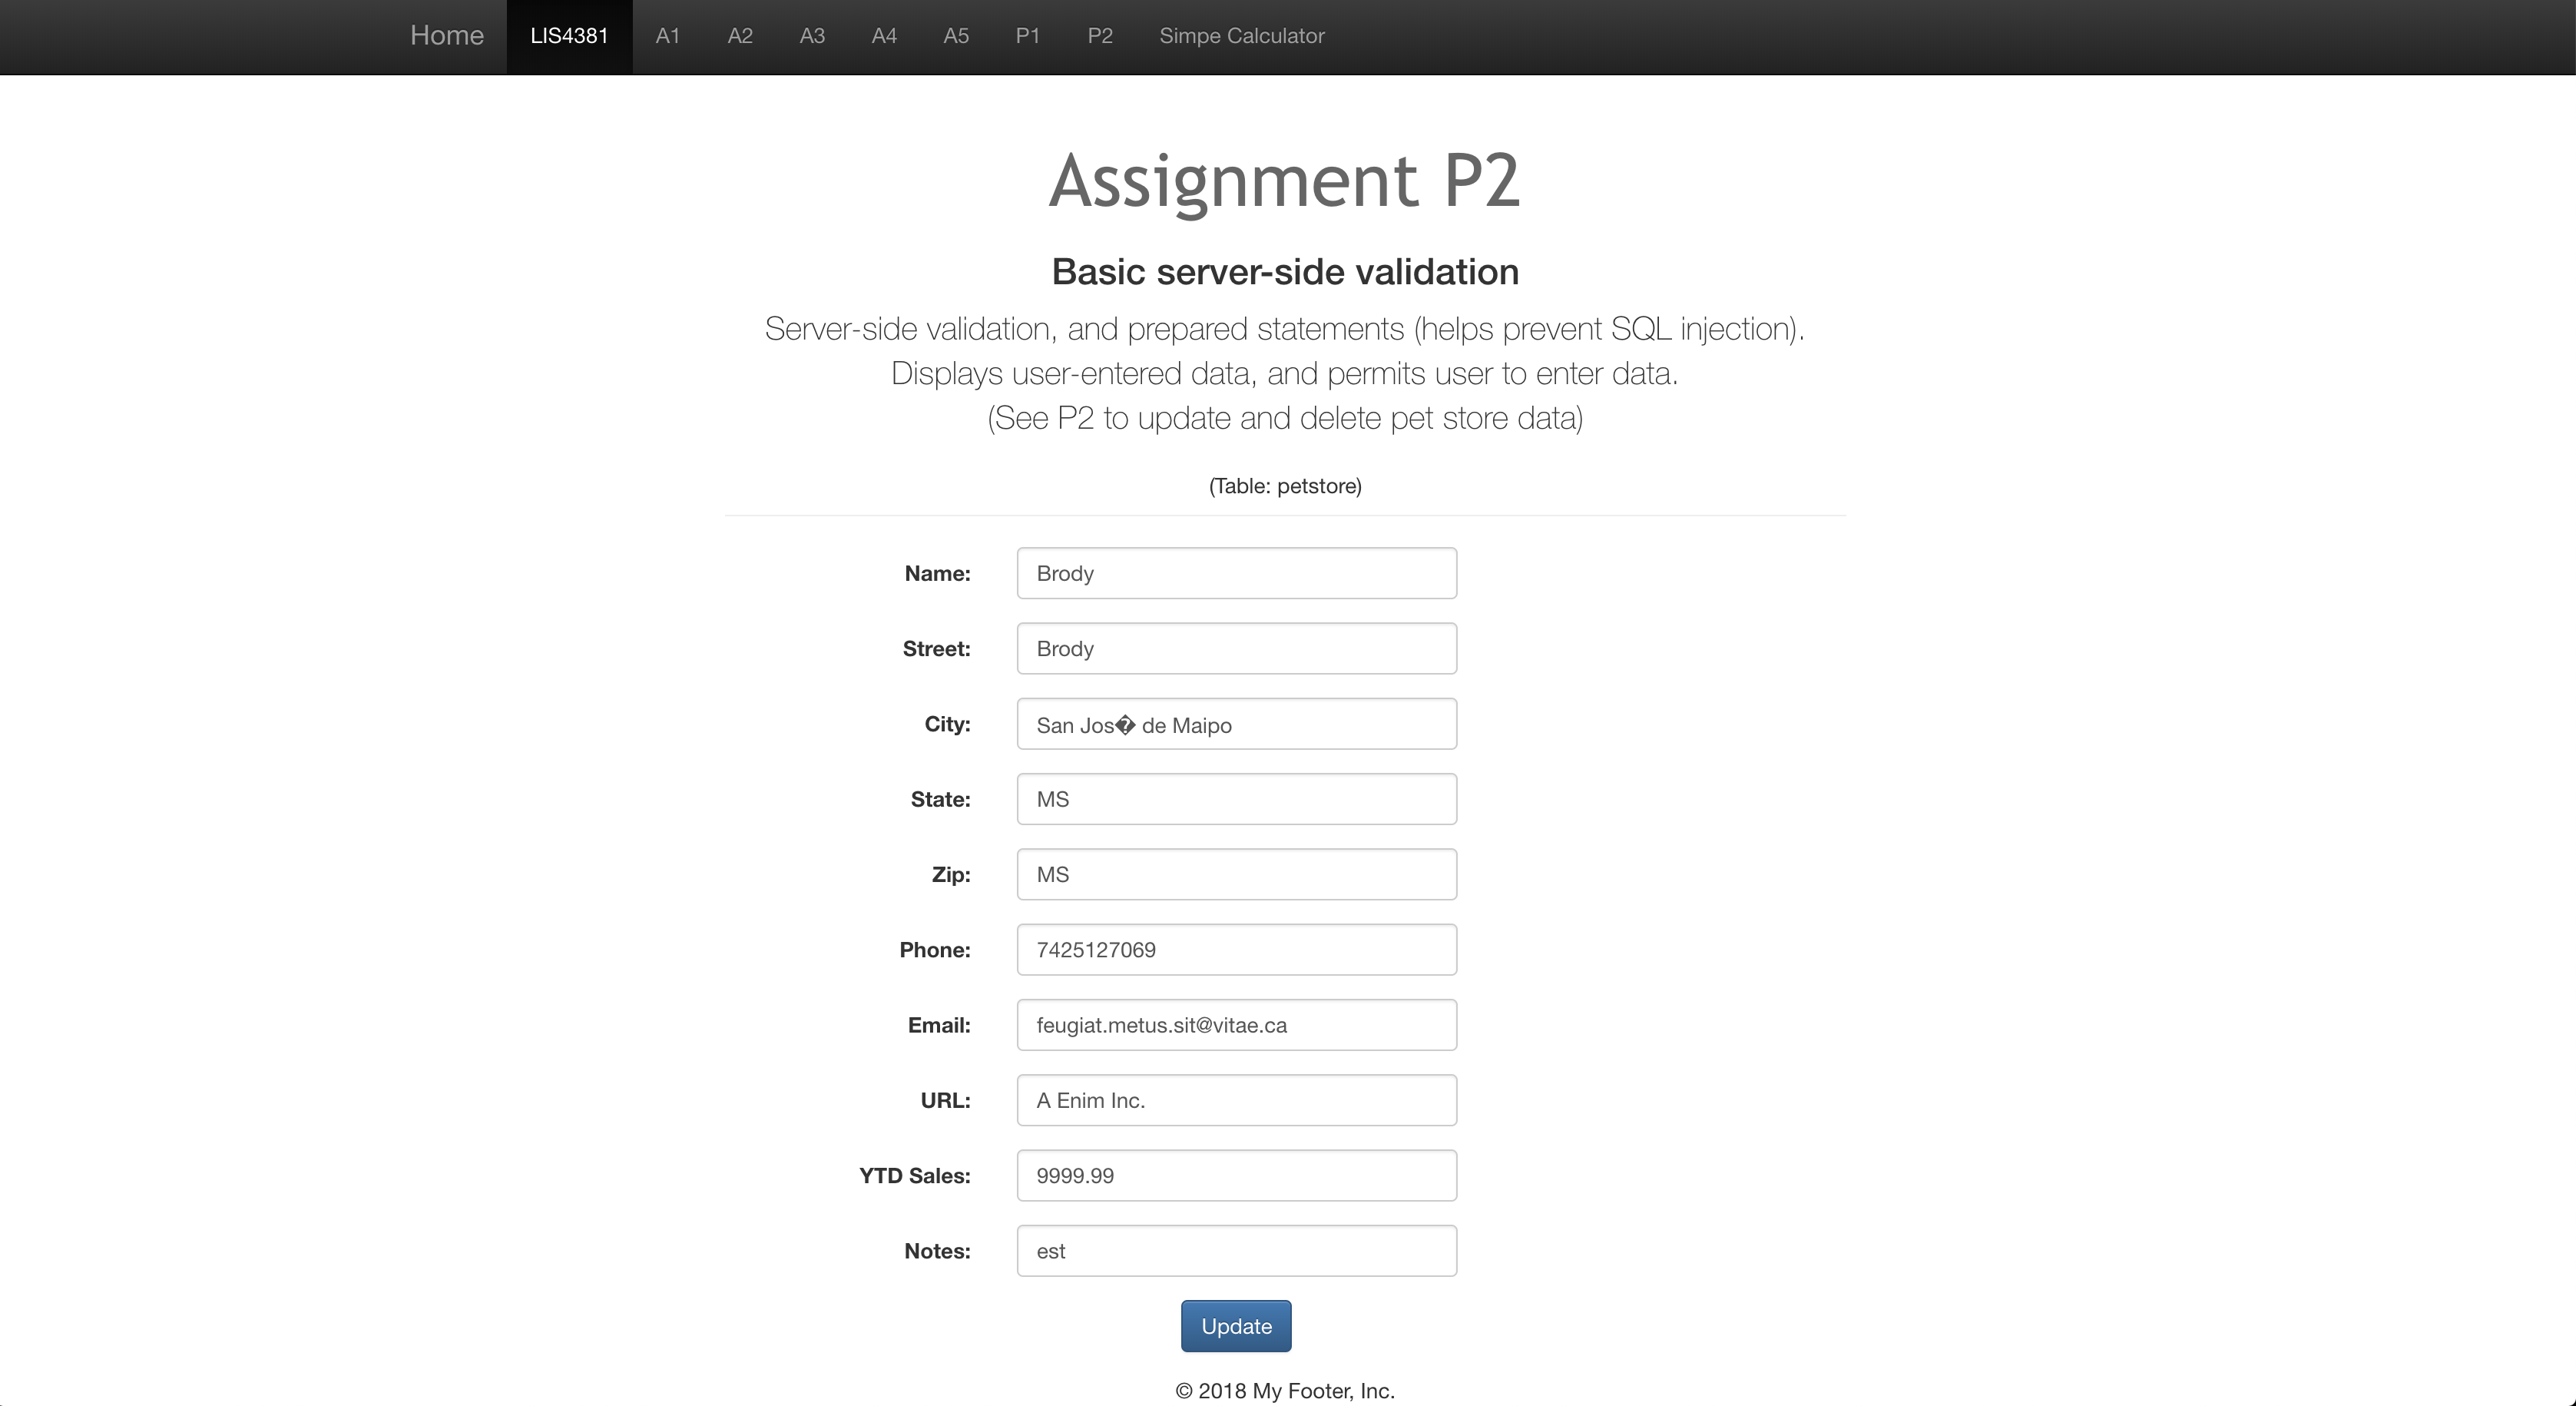 Home LIS4381 A1 A2 A3 A4 A5 P1 P2 Simpe Calculator
Assignment P2
Basic server-side validation
Server-side validation, and prepared statements (helps prevent SQL injection).
Displays user-entered data, and permits user to enter data.
(See P2 to update and delete pet store data)
(Table: petstore)
Name: Brody
Street: Brody
City: San Jos� de Maipo
State: MS
Zip: MS
Phone: 7425127069
Email: feugiat.metus.sit@vitae.ca
URL: A Enim Inc.
YTD Sales: 9999.99
Notes: est
Update
© 2018 My Footer, Inc.